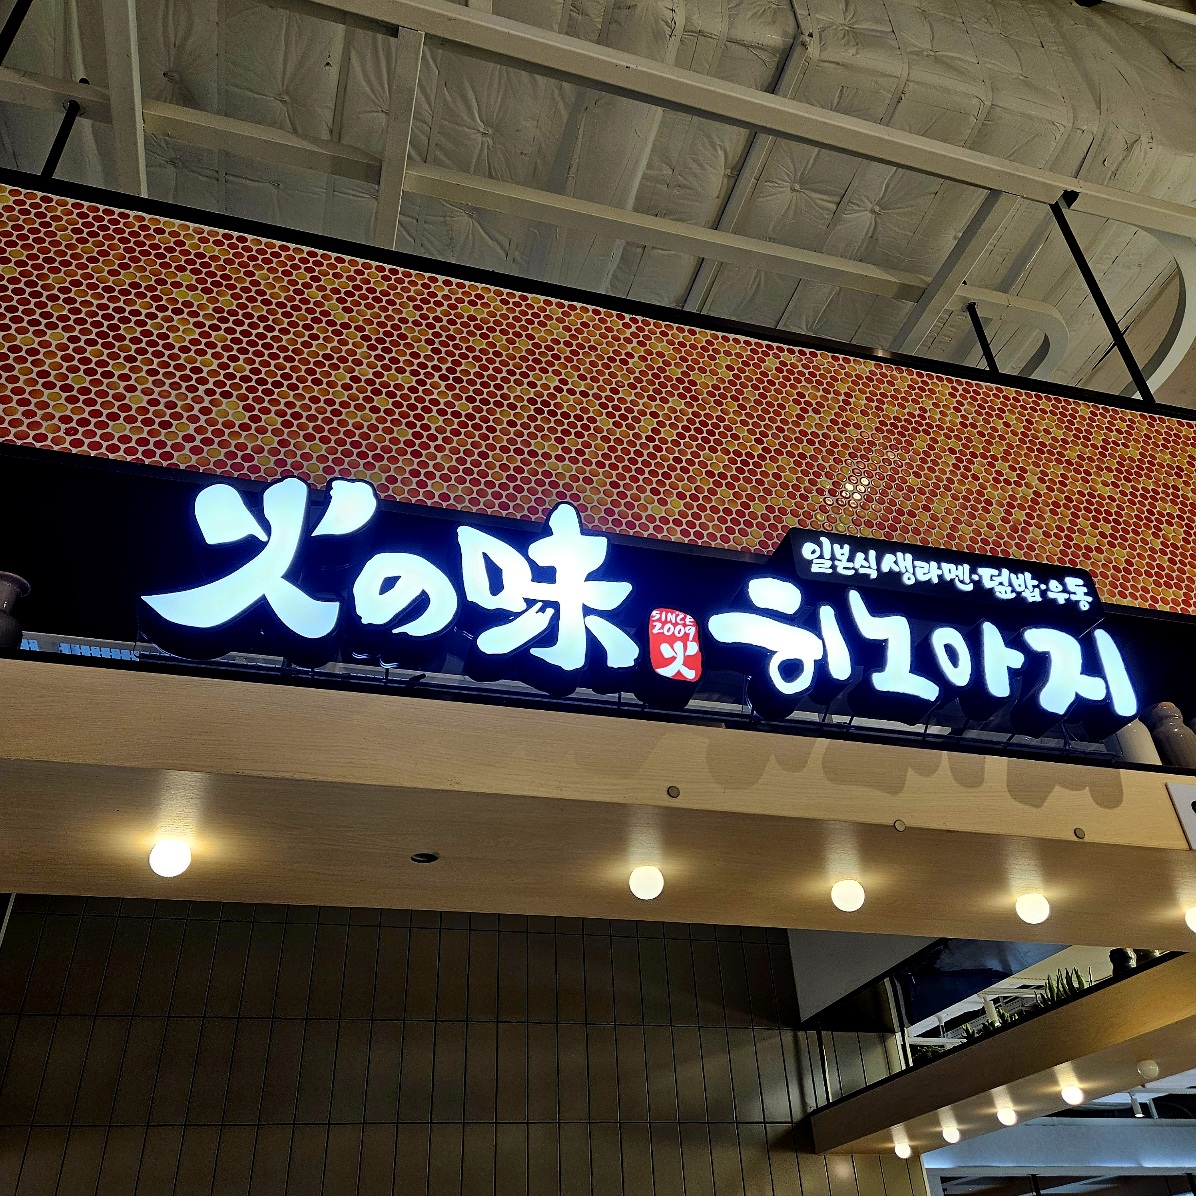 火の味
SINCE
2009
火
일본식 생라멘·덮밥·우동
히노아지